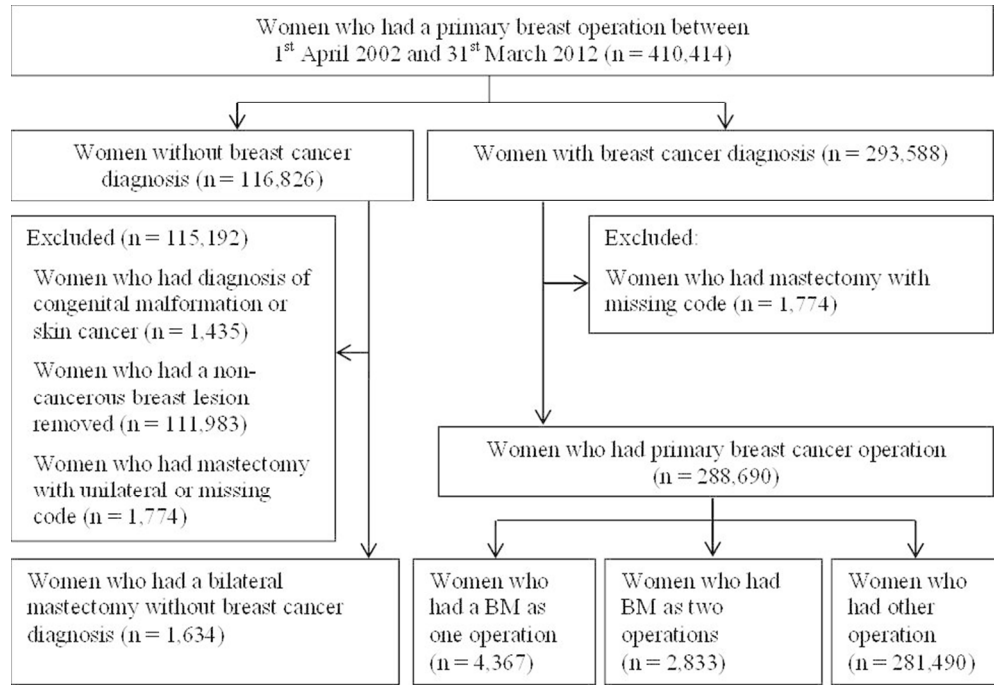 Women who had a primary breast operation between
1st April 2002 and 31st March 2012 (n = 410,414)
Women without breast cancer
diagnosis (n = 116,826)
Women with breast cancer diagnosis (n = 293,588)
Excluded (n = 115,192)
Women who had diagnosis of
congenital malformation or
skin cancer (n = 1,435)
Women who had a non-
cancerous breast lesion
removed (n = 111,983)
Women who had mastectomy
with unilateral or missing
code (n = 1,774)
Excluded:
Women who had mastectomy with
missing code (n = 1,774)
Women who had primary breast cancer operation
(n = 288,690)
Women who had a bilateral
mastectomy without breast cancer
diagnosis (n = 1,634)
Women who
had a BM as
one operation
(n = 4,367)
Women who had
BM as two
operations
(n = 2,833)
Women who
had other
operation
(n = 281,490)